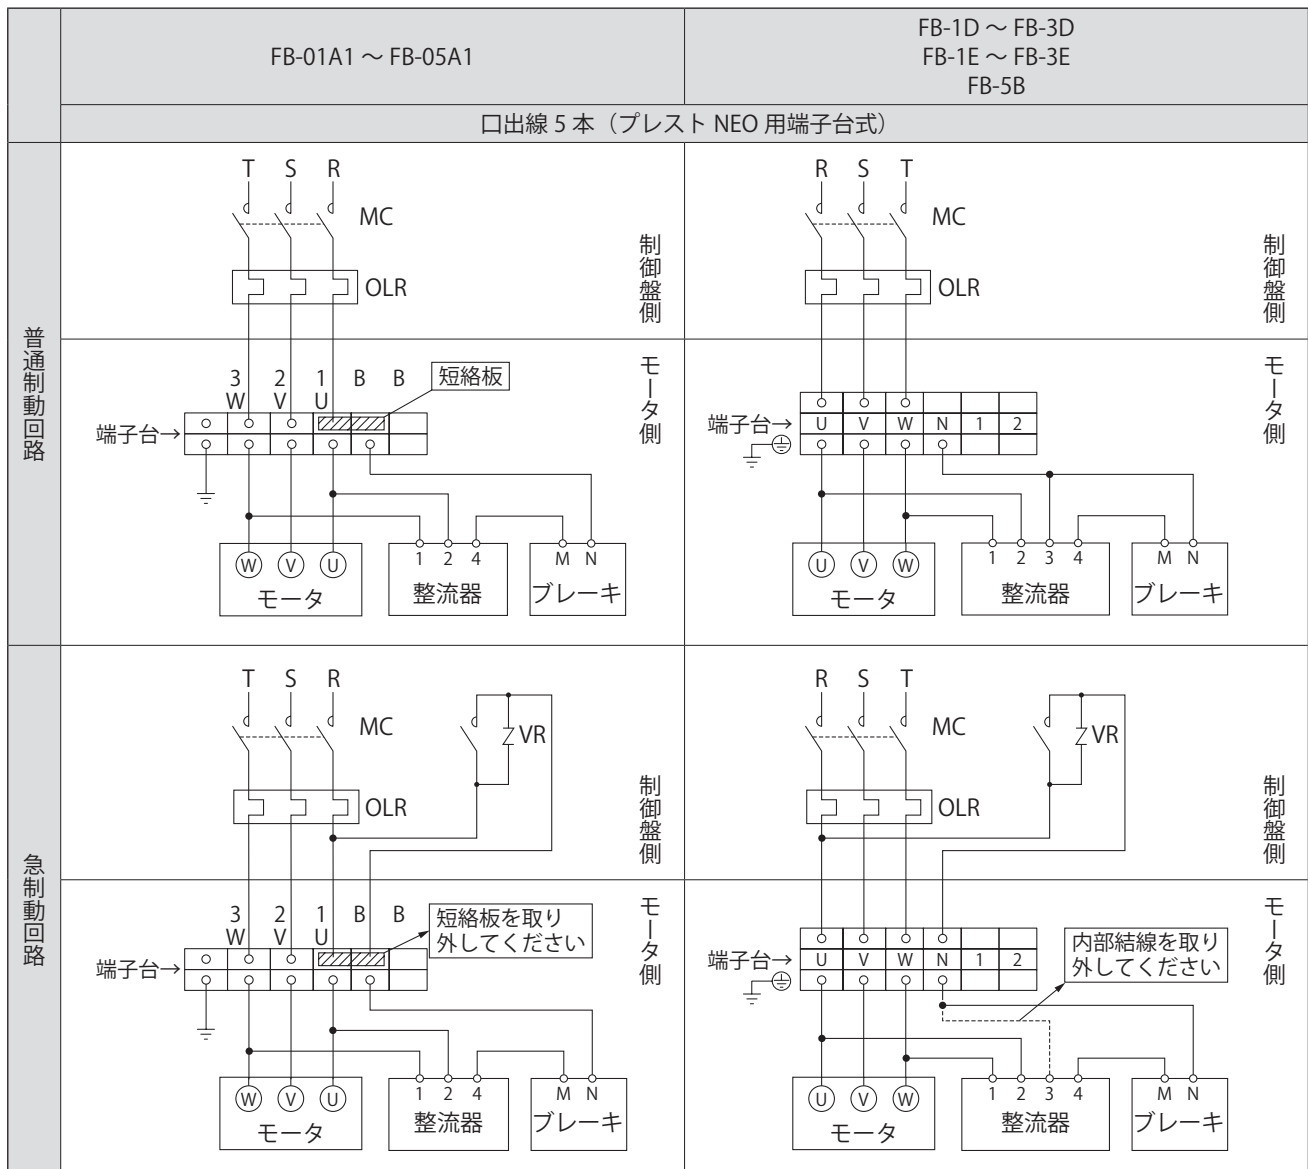 FB-01A1 ～ FB-05A1
FB-1D ～ FB-3D
FB-1E ～ FB-3E
FB-5B
口出線 5 本（プレスト NEO 用端子台式）
普通制動回路
T S R
MC
OLR
制御盤側
3 2 1 B B
W V U
短絡板
端子台→
モータ側
W V U
モータ
1 2 4
整流器
M N
ブレーキ
R S T
MC
OLR
制御盤側
端子台→
U V W N 1 2
モータ側
U V W
モータ
1 2 3 4
整流器
M N
ブレーキ
急制動回路
T S R
MC
VR
OLR
制御盤側
3 2 1 B B
W V U
短絡板を取り
外してください
端子台→
モータ側
W V U
モータ
1 2 4
整流器
M N
ブレーキ
R S T
MC
VR
OLR
制御盤側
端子台→
U V W N 1 2
内部結線を取り
外してください
モータ側
U V W
モータ
1 2 3 4
整流器
M N
ブレーキ